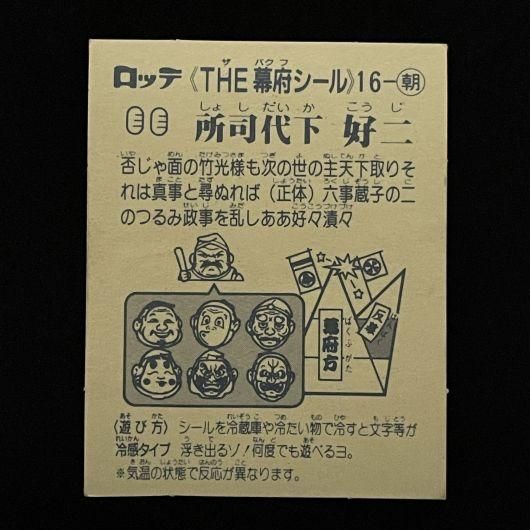 ロッテ《THE幕府シール》16-朝
所司代下 好二
否じゃ面の竹光様も次の世の主天下取りそ
れは真事と尋ぬれば(正体)六事蔵子の二
のつるみ政事を乱しああ好々漬々
幕府方
反幕
〈遊び方〉シールを冷蔵庫や冷たい物で冷すと文字等が
冷感タイプ 浮き出るゾ!何度でも遊べるヨ。
※気温の状態で反応が異なります。